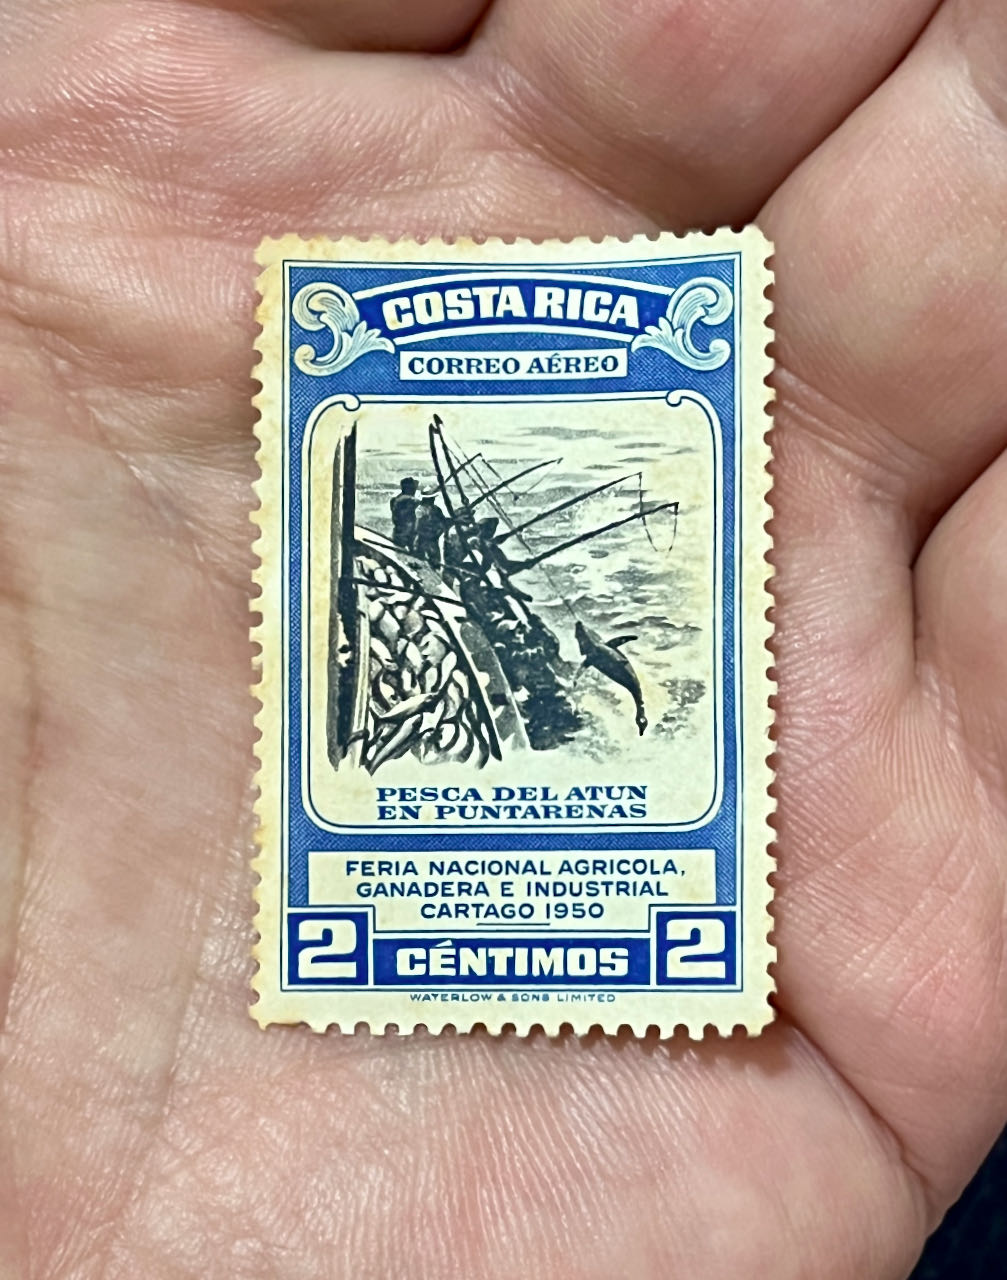 COSTA RICA
CORREO AÉREO
PESCA DEL ATUN
EN PUNTARENAS
FERIA NACIONAL AGRICOLA,
GANADERA E INDUSTRIAL
CARTAGO 1950
2 CÉNTIMOS 2
WATERLOW & SONS LIMITED